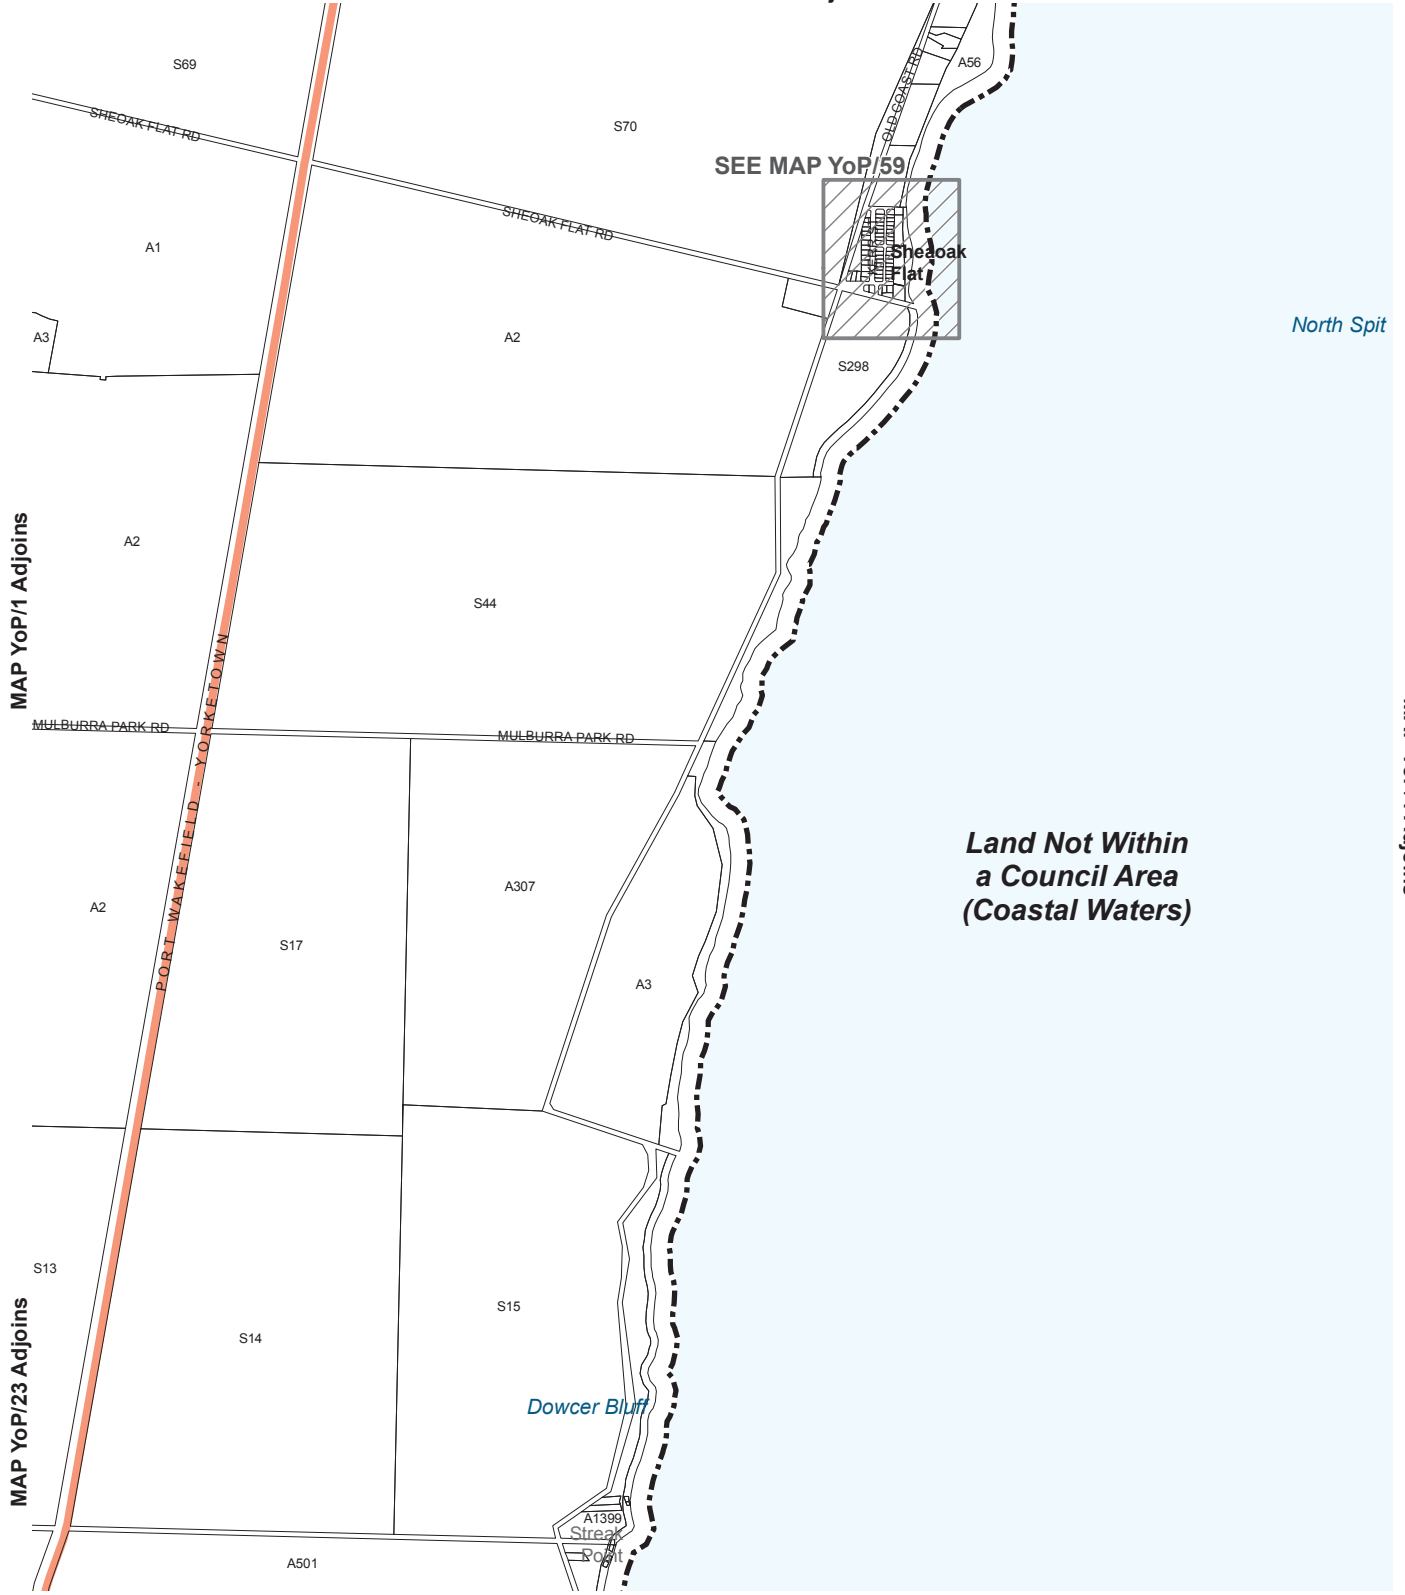 S69
A56
SHEOAK FLAT RD
OLD COAST RD
S70
SEE MAP YoP/59
SHEOAK FLAT RD
A1
Sheaoak
Flat
North Spit
A3
A2
S298
MAP YoP/1 Adjoins
A2
S44
MULBURRA PARK RD
MULBURRA PARK RD
PORT WAKEFIELD - YORKETOWN
Land Not Within
a Council Area
(Coastal Waters)
A307
A2
S17
A3
S13
S15
S14
MAP YoP/23 Adjoins
Dowcer Bluff
A1399
Streak
Point
A501